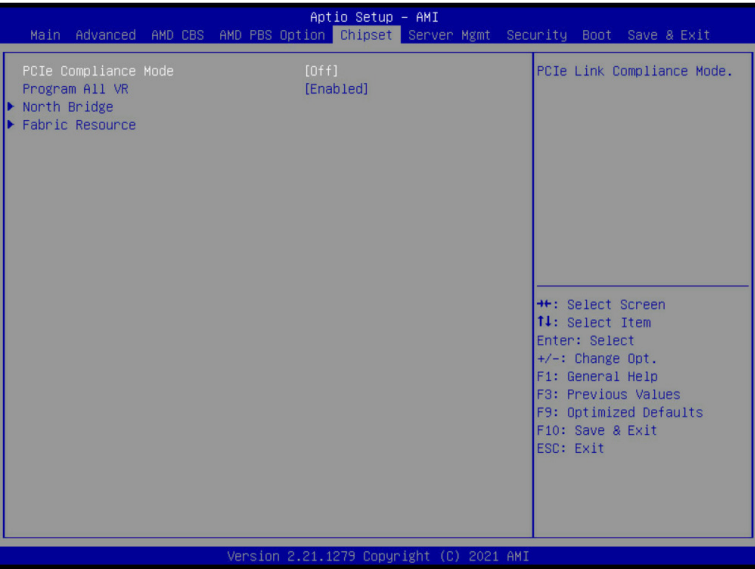 Aptio Setup – AMI
Main Advanced AMD CBS AMD PBS Option Chipset Server Mgmt Security Boot Save & Exit
PCIe Compliance Mode [Off]
Program All VR [Enabled]
North Bridge
Fabric Resource
PCIe Link Compliance Mode.
→←: Select Screen
↑↓: Select Item
Enter: Select
+/-: Change Opt.
F1: General Help
F3: Previous Values
F9: Optimized Defaults
F10: Save & Exit
ESC: Exit
Version 2.21.1279 Copyright (C) 2021 AMI